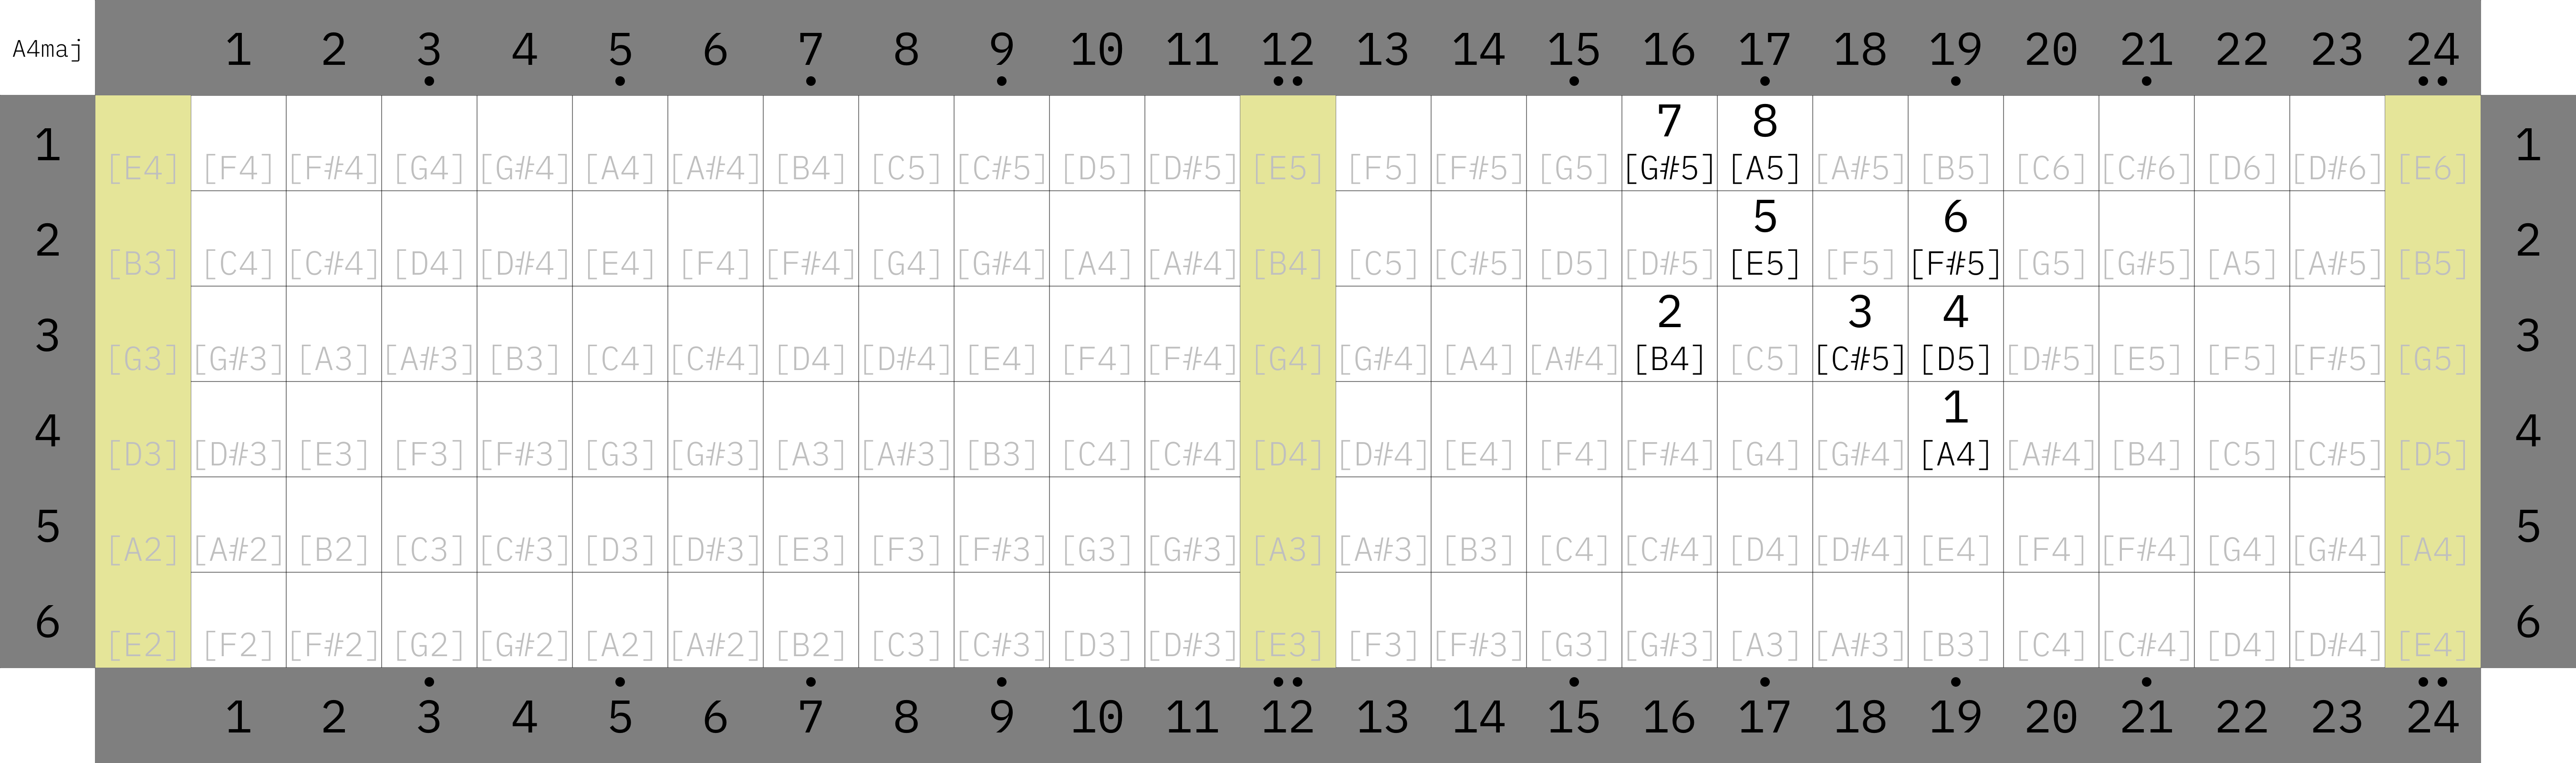 A4maj 1 2 3 4 5 6 7 8 9 10 11 12 13 14 15 16 17 18 19 20 21 22 23 24
7 8
1 [E4] [F4] [F#4] [G4] [G#4] [A4] [A#4] [B4] [C5] [C#5] [D5] [D#5] [E5] [F5] [F#5] [G5] [G#5] [A5] [A#5] [B5] [C6] [C#6] [D6] [D#6] [E6] 1
5 6
2 [B3] [C4] [C#4] [D4] [D#4] [E4] [F4] [F#4] [G4] [G#4] [A4] [A#4] [B4] [C5] [C#5] [D5] [D#5] [E5] [F5] [F#5] [G5] [G#5] [A5] [A#5] [B5] 2
2 3 4
3 [G3] [G#3] [A3] [A#3] [B3] [C4] [C#4] [D4] [D#4] [E4] [F4] [F#4] [G4] [G#4] [A4] [A#4] [B4] [C5] [C#5] [D5] [D#5] [E5] [F5] [F#5] [G5] 3
1
4 [D3] [D#3] [E3] [F3] [F#3] [G3] [G#3] [A3] [A#3] [B3] [C4] [C#4] [D4] [D#4] [E4] [F4] [F#4] [G4] [G#4] [A4] [A#4] [B4] [C5] [C#5] [D5] 4
5 [A2] [A#2] [B2] [C3] [C#3] [D3] [D#3] [E3] [F3] [F#3] [G3] [G#3] [A3] [A#3] [B3] [C4] [C#4] [D4] [D#4] [E4] [F4] [F#4] [G4] [G#4] [A4] 5
6 [E2] [F2] [F#2] [G2] [G#2] [A2] [A#2] [B2] [C3] [C#3] [D3] [D#3] [E3] [F3] [F#3] [G3] [G#3] [A3] [A#3] [B3] [C4] [C#4] [D4] [D#4] [E4] 6
1 2 3 4 5 6 7 8 9 10 11 12 13 14 15 16 17 18 19 20 21 22 23 24